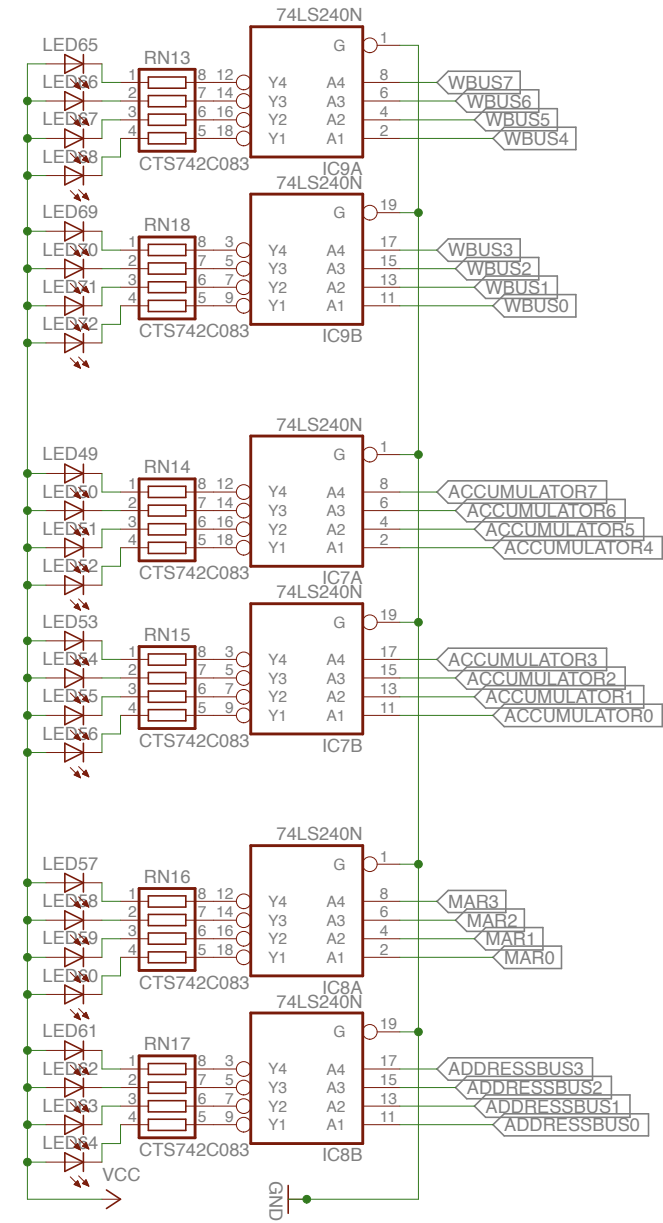 74LS240N
LED65
RN13
G 1
1 8 12 Y4 A4 8 WBUS7
LED66
2 7 14 Y3 A3 6 WBUS6
LED67
3 6 16 Y2 A2 4 WBUS5
4 5 18 Y1 A1 2 WBUS4
LED68
CTS742C083
IC9A
74LS240N
LED69
RN18
G 19
1 8 3 Y4 A4 17 WBUS3
LED70
2 7 5 Y3 A3 15 WBUS2
LED71
3 6 7 Y2 A2 13 WBUS1
4 5 9 Y1 A1 11 WBUS0
LED72
CTS742C083
IC9B
74LS240N
LED49
RN14
G 1
1 8 12 Y4 A4 8 ACCUMULATOR7
LED50
2 7 14 Y3 A3 6 ACCUMULATOR6
LED51
3 6 16 Y2 A2 4 ACCUMULATOR5
4 5 18 Y1 A1 2 ACCUMULATOR4
LED52
CTS742C083
IC7A
74LS240N
LED53
RN15
G 19
1 8 3 Y4 A4 17 ACCUMULATOR3
LED54
2 7 5 Y3 A3 15 ACCUMULATOR2
LED55
3 6 7 Y2 A2 13 ACCUMULATOR1
4 5 9 Y1 A1 11 ACCUMULATOR0
LED56
CTS742C083
IC7B
74LS240N
LED57
RN16
G 1
1 8 12 Y4 A4 8 MAR3
LED58
2 7 14 Y3 A3 6 MAR2
LED59
3 6 16 Y2 A2 4 MAR1
4 5 18 Y1 A1 2 MAR0
LED60
CTS742C083
IC8A
74LS240N
LED61
RN17
G 19
1 8 3 Y4 A4 17 ADDRESSBUS3
LED62
2 7 5 Y3 A3 15 ADDRESSBUS2
LED63
3 6 7 Y2 A2 13 ADDRESSBUS1
4 5 9 Y1 A1 11 ADDRESSBUS0
LED64
CTS742C083
IC8B
VCC
GND